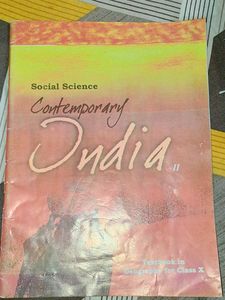 Social Science
Contemporary
India -II
Textbook in
Geography for Class X